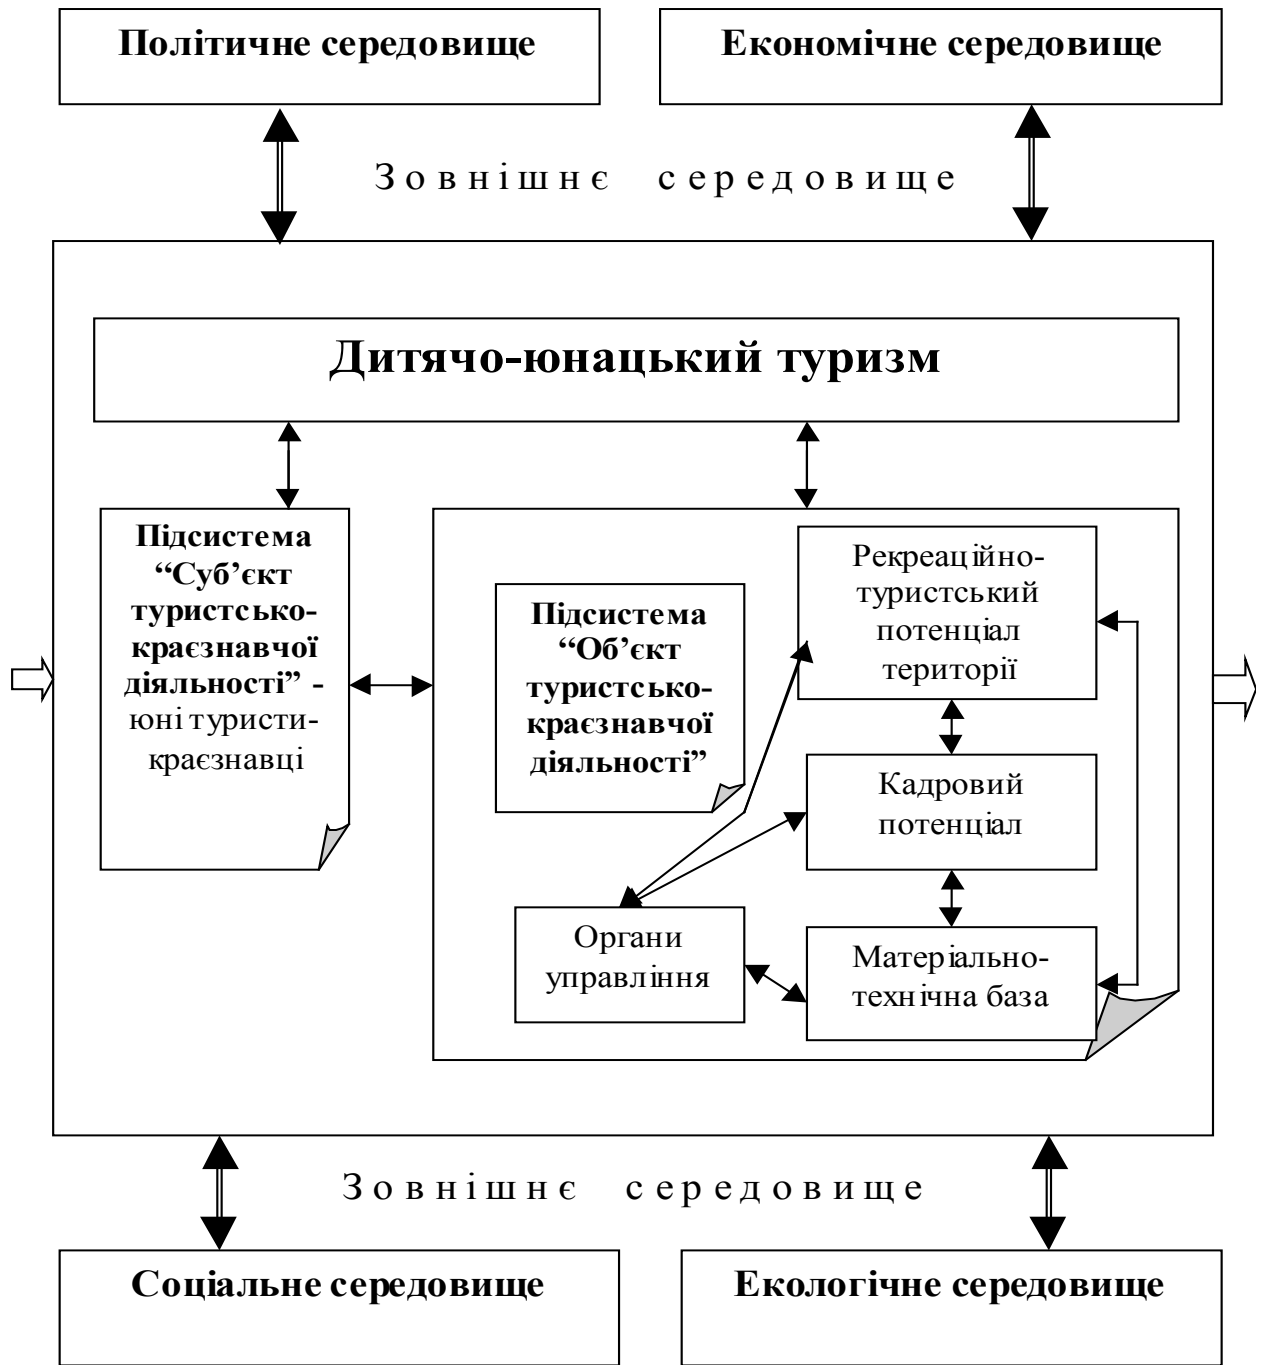 Політичне середовище
Економічне середовище
Зовнішнє середовище
Дитячо-юнацький туризм
Підсистема
“Суб’єкт
туристсько-
краєзнавчої
діяльності” -
юні туристи-
краєзнавці
Підсистема
“Об’єкт
туристсько-
краєзнавчої
діяльності”
Рекреаційно-
туристський
потенціал
території
Кадровий
потенціал
Органи
управління
Матеріально-
технічна база
Зовнішнє середовище
Соціальне середовище
Екологічне середовище